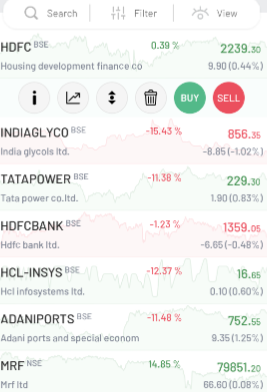 Search Filter View
HDFC BSE 0.39 % 2239.30
Housing development finance co 9.90 (0.44%)
BUY SELL
INDIAGLYCO BSE -15.43 % 856.35
India glycols ltd. -8.85 (-1.02%)
TATAPOWER BSE -11.38 % 229.30
Tata power co.ltd. 1.90 (0.83%)
HDFCBANK BSE -1.23 % 1359.05
Hdfc bank ltd. -6.65 (-0.48%)
HCL-INSYS BSE -12.37 % 16.65
Hcl infosystems ltd. 0.10 (0.60%)
ADANIPORTS BSE -11.48 % 752.55
Adani ports and special econom 9.35 (1.25%)
MRF NSE 14.85 % 79851.20
Mrf ltd 66.60 (0.08%)